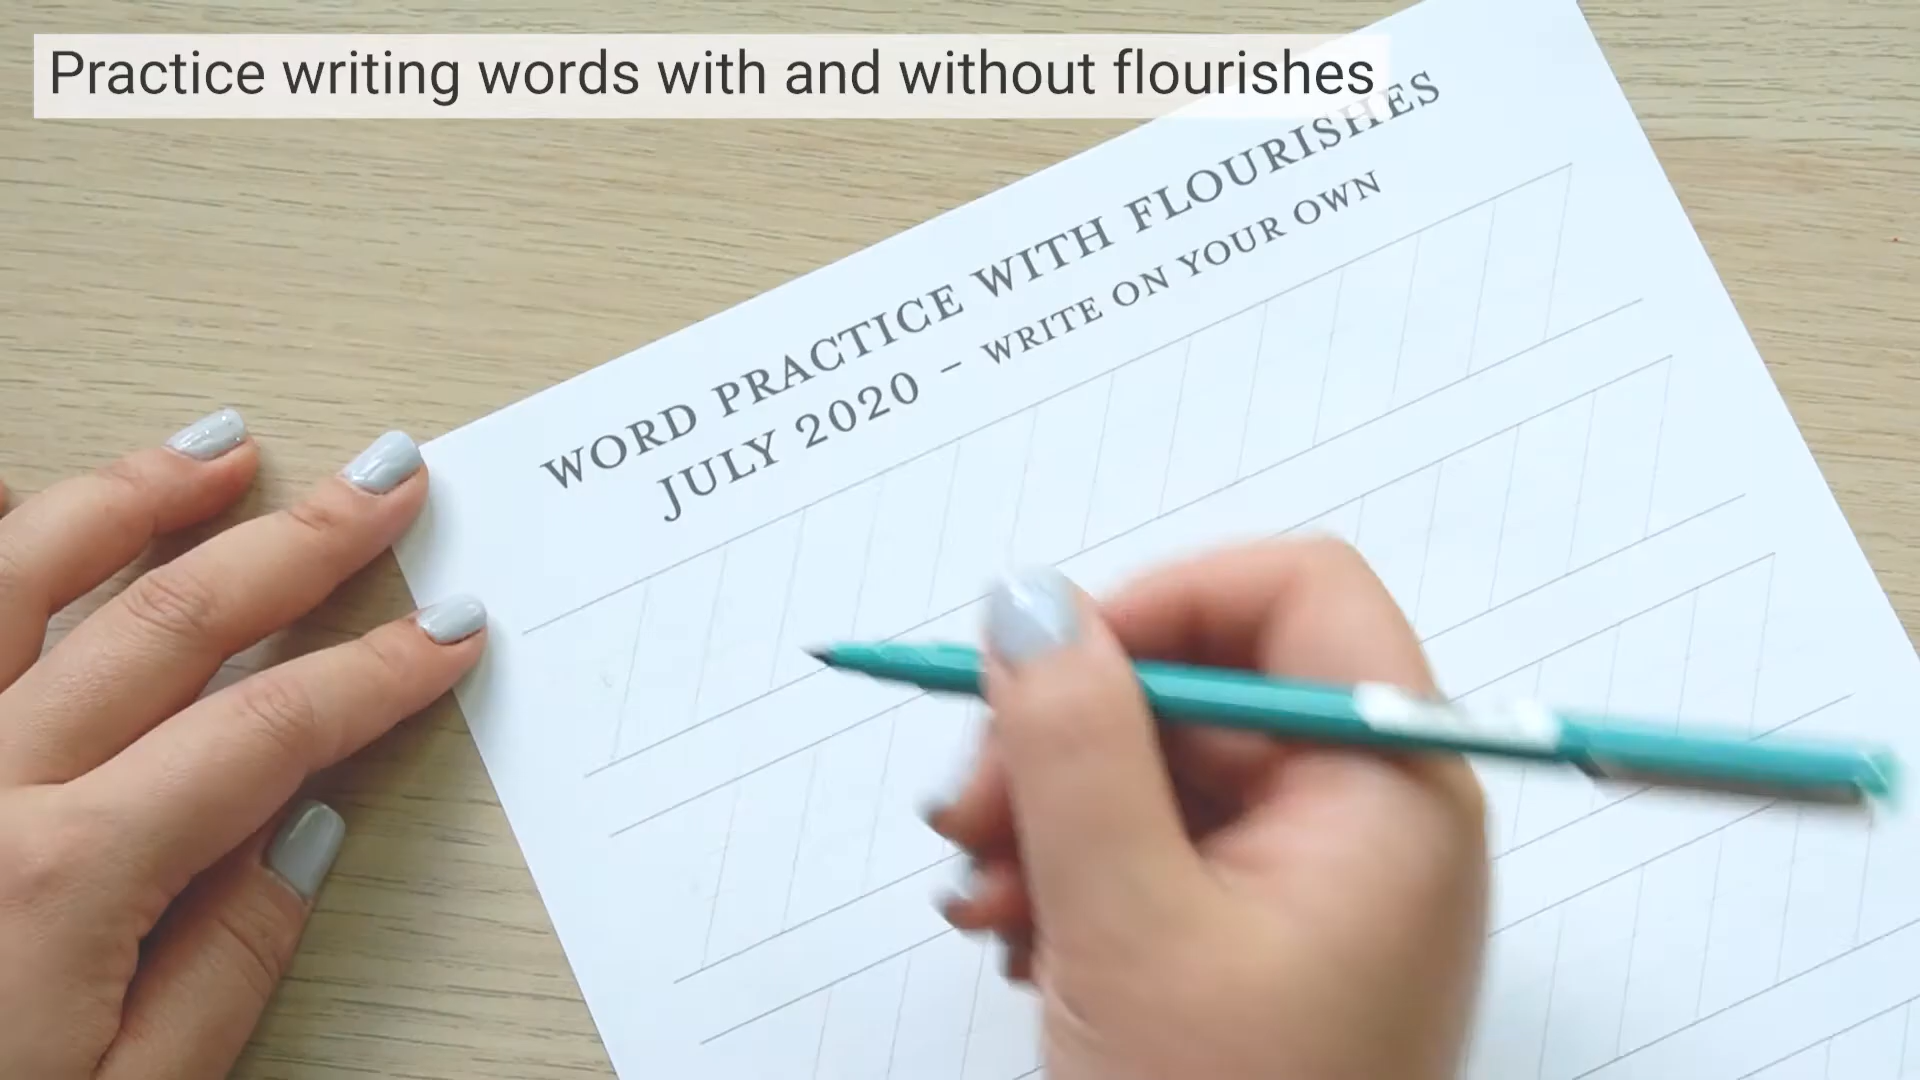 Practice writing words with and without flourishes
WORD PRACTICE WITH FLOURISHES
JULY 2020 – WRITE ON YOUR OWN